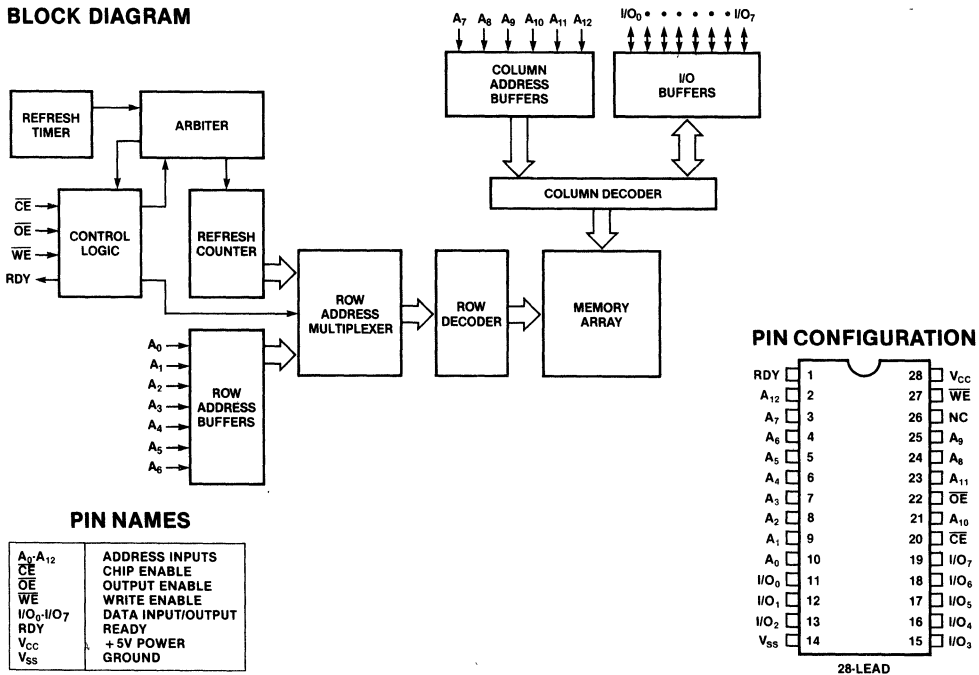 BLOCK DIAGRAM
A7 A8 A9 A10 A11 A12
I/O0 • • • • • • I/O7
COLUMN
ADDRESS
BUFFERS
I/O
BUFFERS
REFRESH
TIMER
ARBITER
COLUMN DECODER
CE
OE
WE
RDY
CONTROL
LOGIC
REFRESH
COUNTER
ROW
ADDRESS
MULTIPLEXER
ROW
DECODER
MEMORY
ARRAY
A0
A1
A2
A3
A4
A5
A6
ROW
ADDRESS
BUFFERS
PIN CONFIGURATION
RDY 1 28 VCC
A12 2 27 WE
A7 3 26 NC
A6 4 25 A9
A5 5 24 A8
A4 6 23 A11
A3 7 22 OE
A2 8 21 A10
A1 9 20 CE
A0 10 19 I/O7
I/O0 11 18 I/O6
I/O1 12 17 I/O5
I/O2 13 16 I/O4
VSS 14 15 I/O3
28-LEAD
PIN NAMES
A0-A12 ADDRESS INPUTS
CE CHIP ENABLE
OE OUTPUT ENABLE
WE WRITE ENABLE
I/O0-I/O7 DATA INPUT/OUTPUT
RDY READY
VCC +5V POWER
VSS GROUND